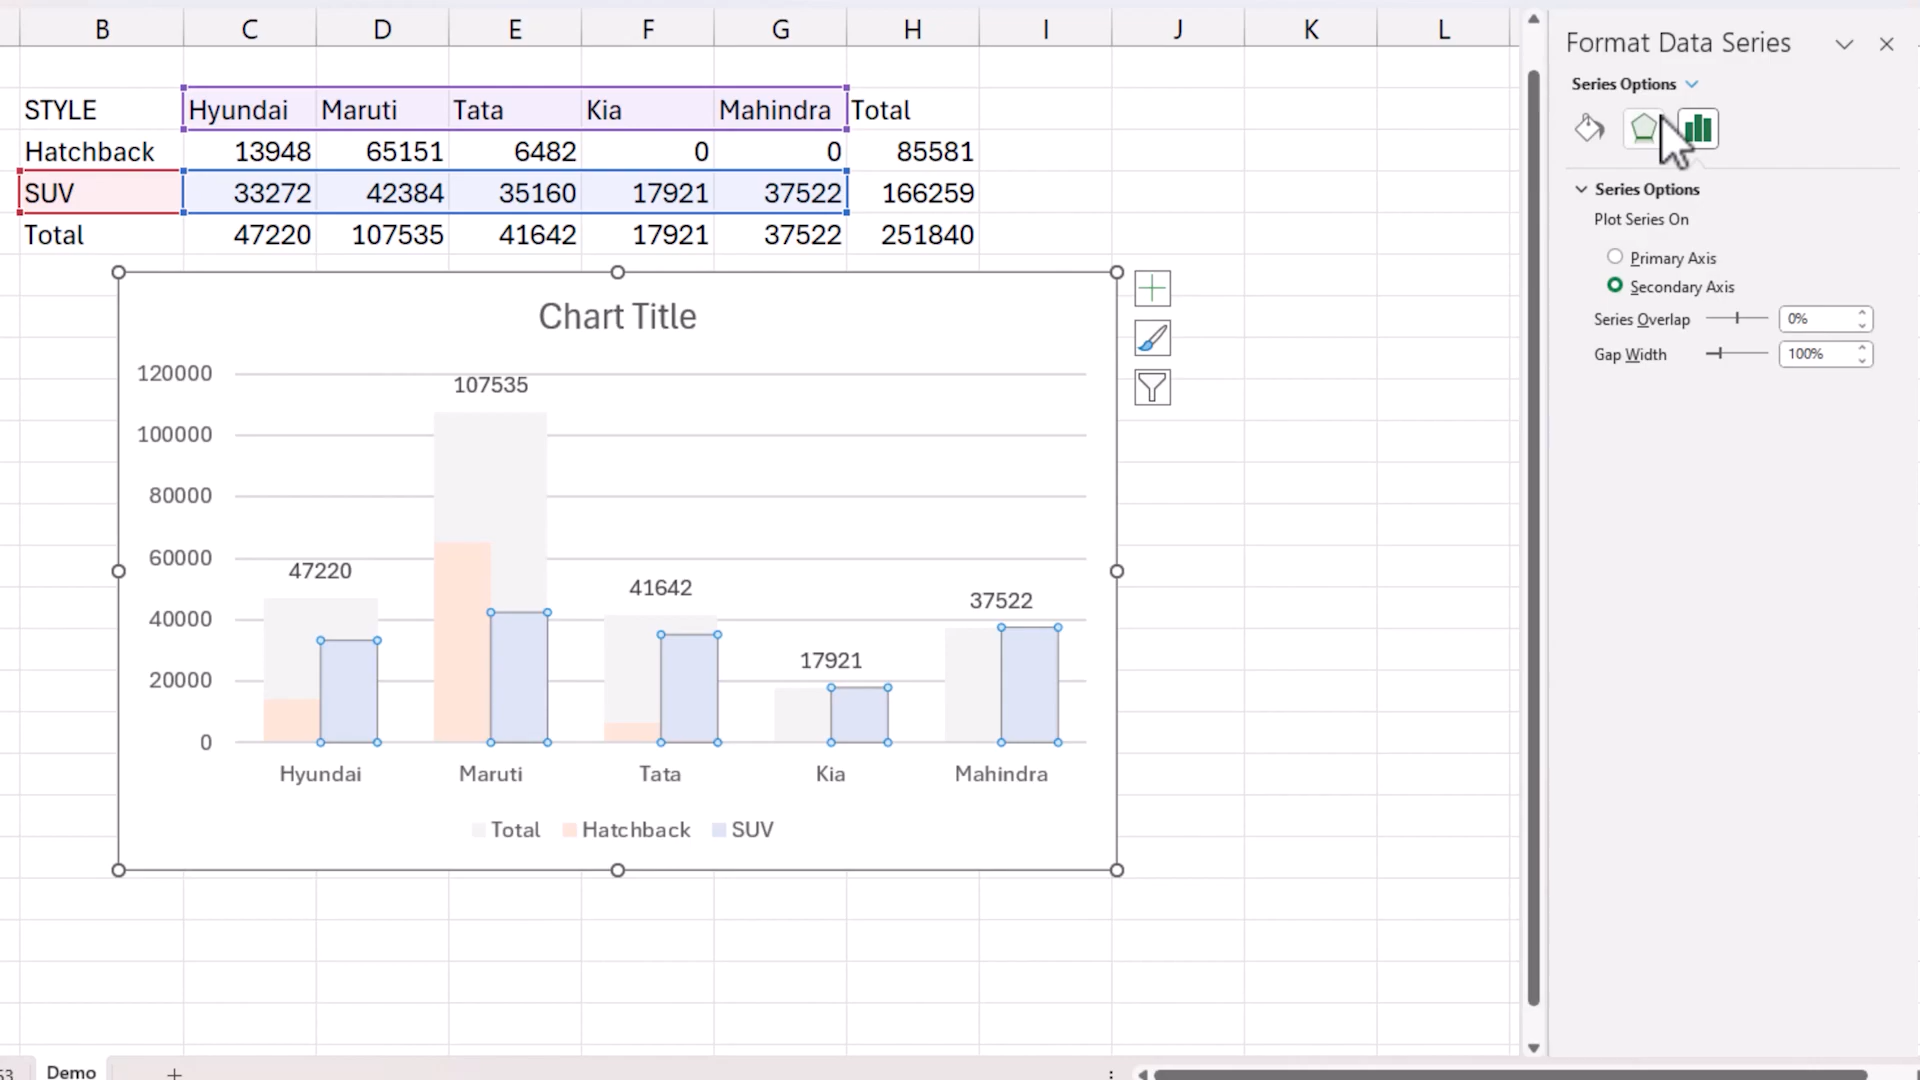 B C D E F G H I J K L
STYLE Hyundai Maruti Tata Kia Mahindra Total
Hatchback 13948 65151 6482 0 0 85581
SUV 33272 42384 35160 17921 37522 166259
Total 47220 107535 41642 17921 37522 251840
Chart Title
120000
100000
80000
60000
40000
20000
0
107535
47220
41642
37522
17921
Hyundai Maruti Tata Kia Mahindra
Total Hatchback SUV
53 Demo +
Format Data Series
Series Options
Series Options
Plot Series On
Primary Axis
Secondary Axis
Series Overlap 0%
Gap Width 100%